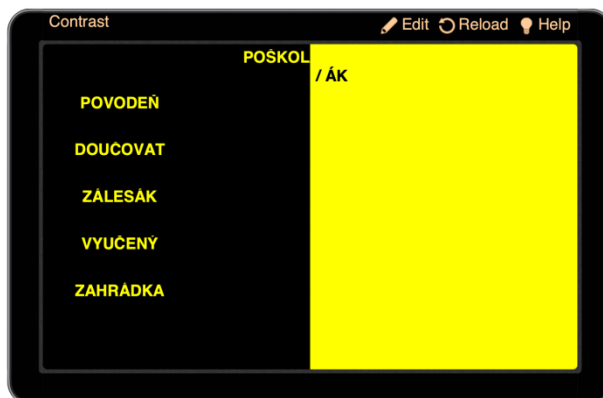 Contrast Edit Reload Help
POŠKOL
/ ÁK
POVODEŇ
DOUČOVAT
ZÁLESÁK
VYUČENÝ
ZAHRÁDKA